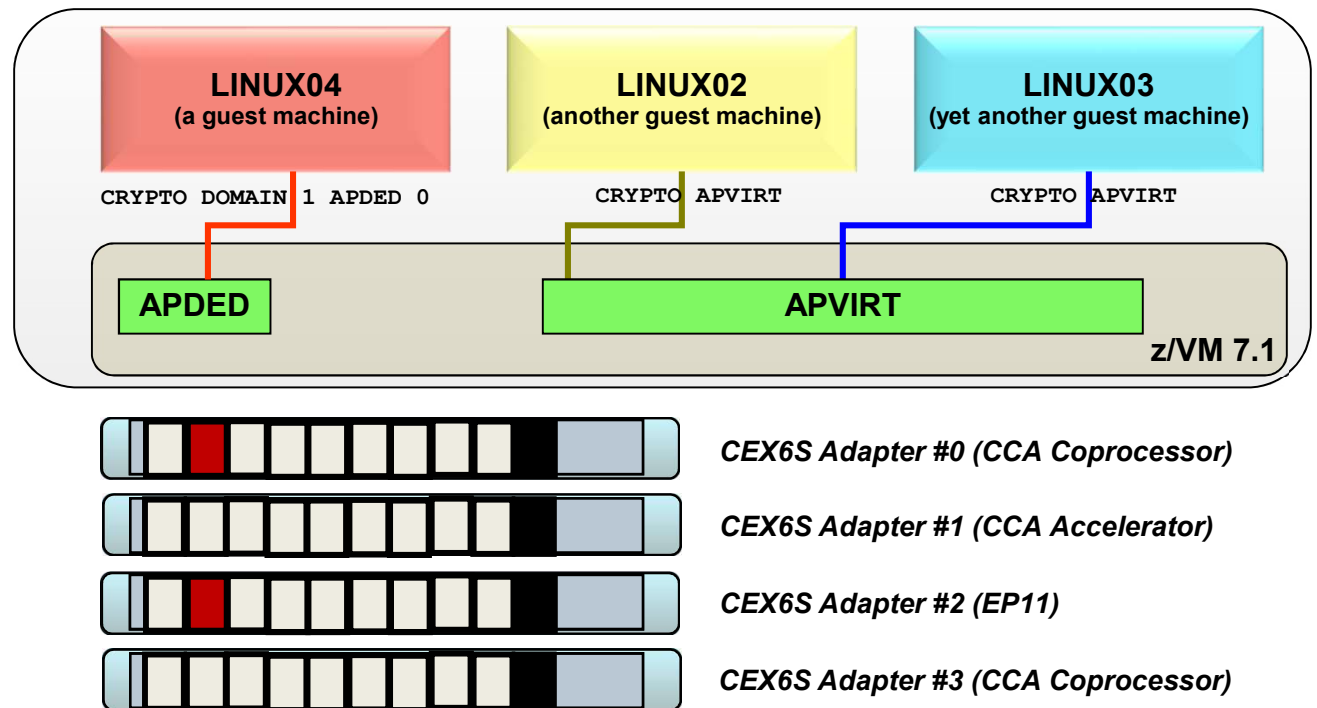 LINUX04
(a guest machine)
LINUX02
(another guest machine)
LINUX03
(yet another guest machine)
CRYPTO DOMAIN 1 APDED 0
CRYPTO APVIRT
CRYPTO APVIRT
APDED
APVIRT
z/VM 7.1
CEX6S Adapter #0 (CCA Coprocessor)
CEX6S Adapter #1 (CCA Accelerator)
CEX6S Adapter #2 (EP11)
CEX6S Adapter #3 (CCA Coprocessor)